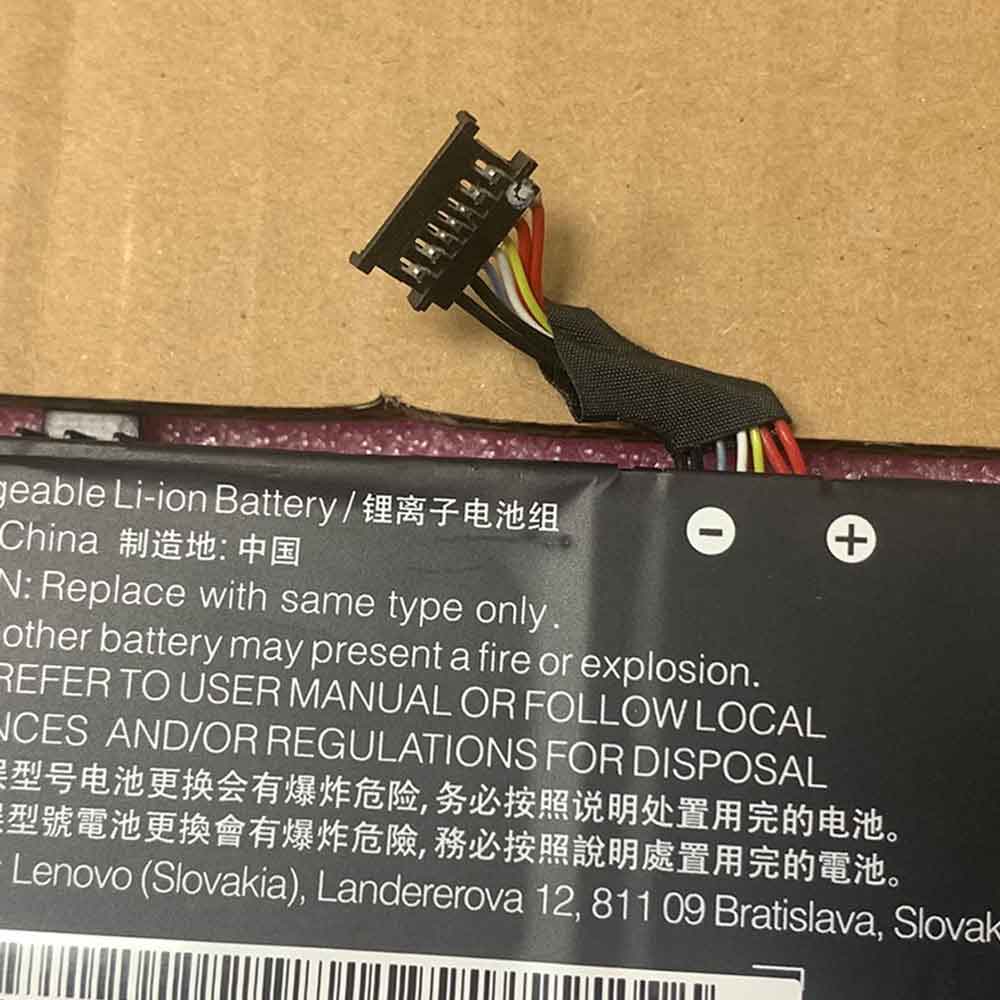 geable Li-ion Battery / 锂离子电池组
China 制造地: 中国
N: Replace with same type only.
other battery may present a fire or explosion.
REFER TO USER MANUAL OR FOLLOW LOCAL
NCES AND/OR REGULATIONS FOR DISPOSAL
误型号电池更换会有爆炸危险, 务必按照说明处置用完的电池。
誤型號電池更換會有爆炸危險, 務必按照說明處置用完的電池。
Lenovo (Slovakia), Landererova 12, 811 09 Bratislava, Slovak